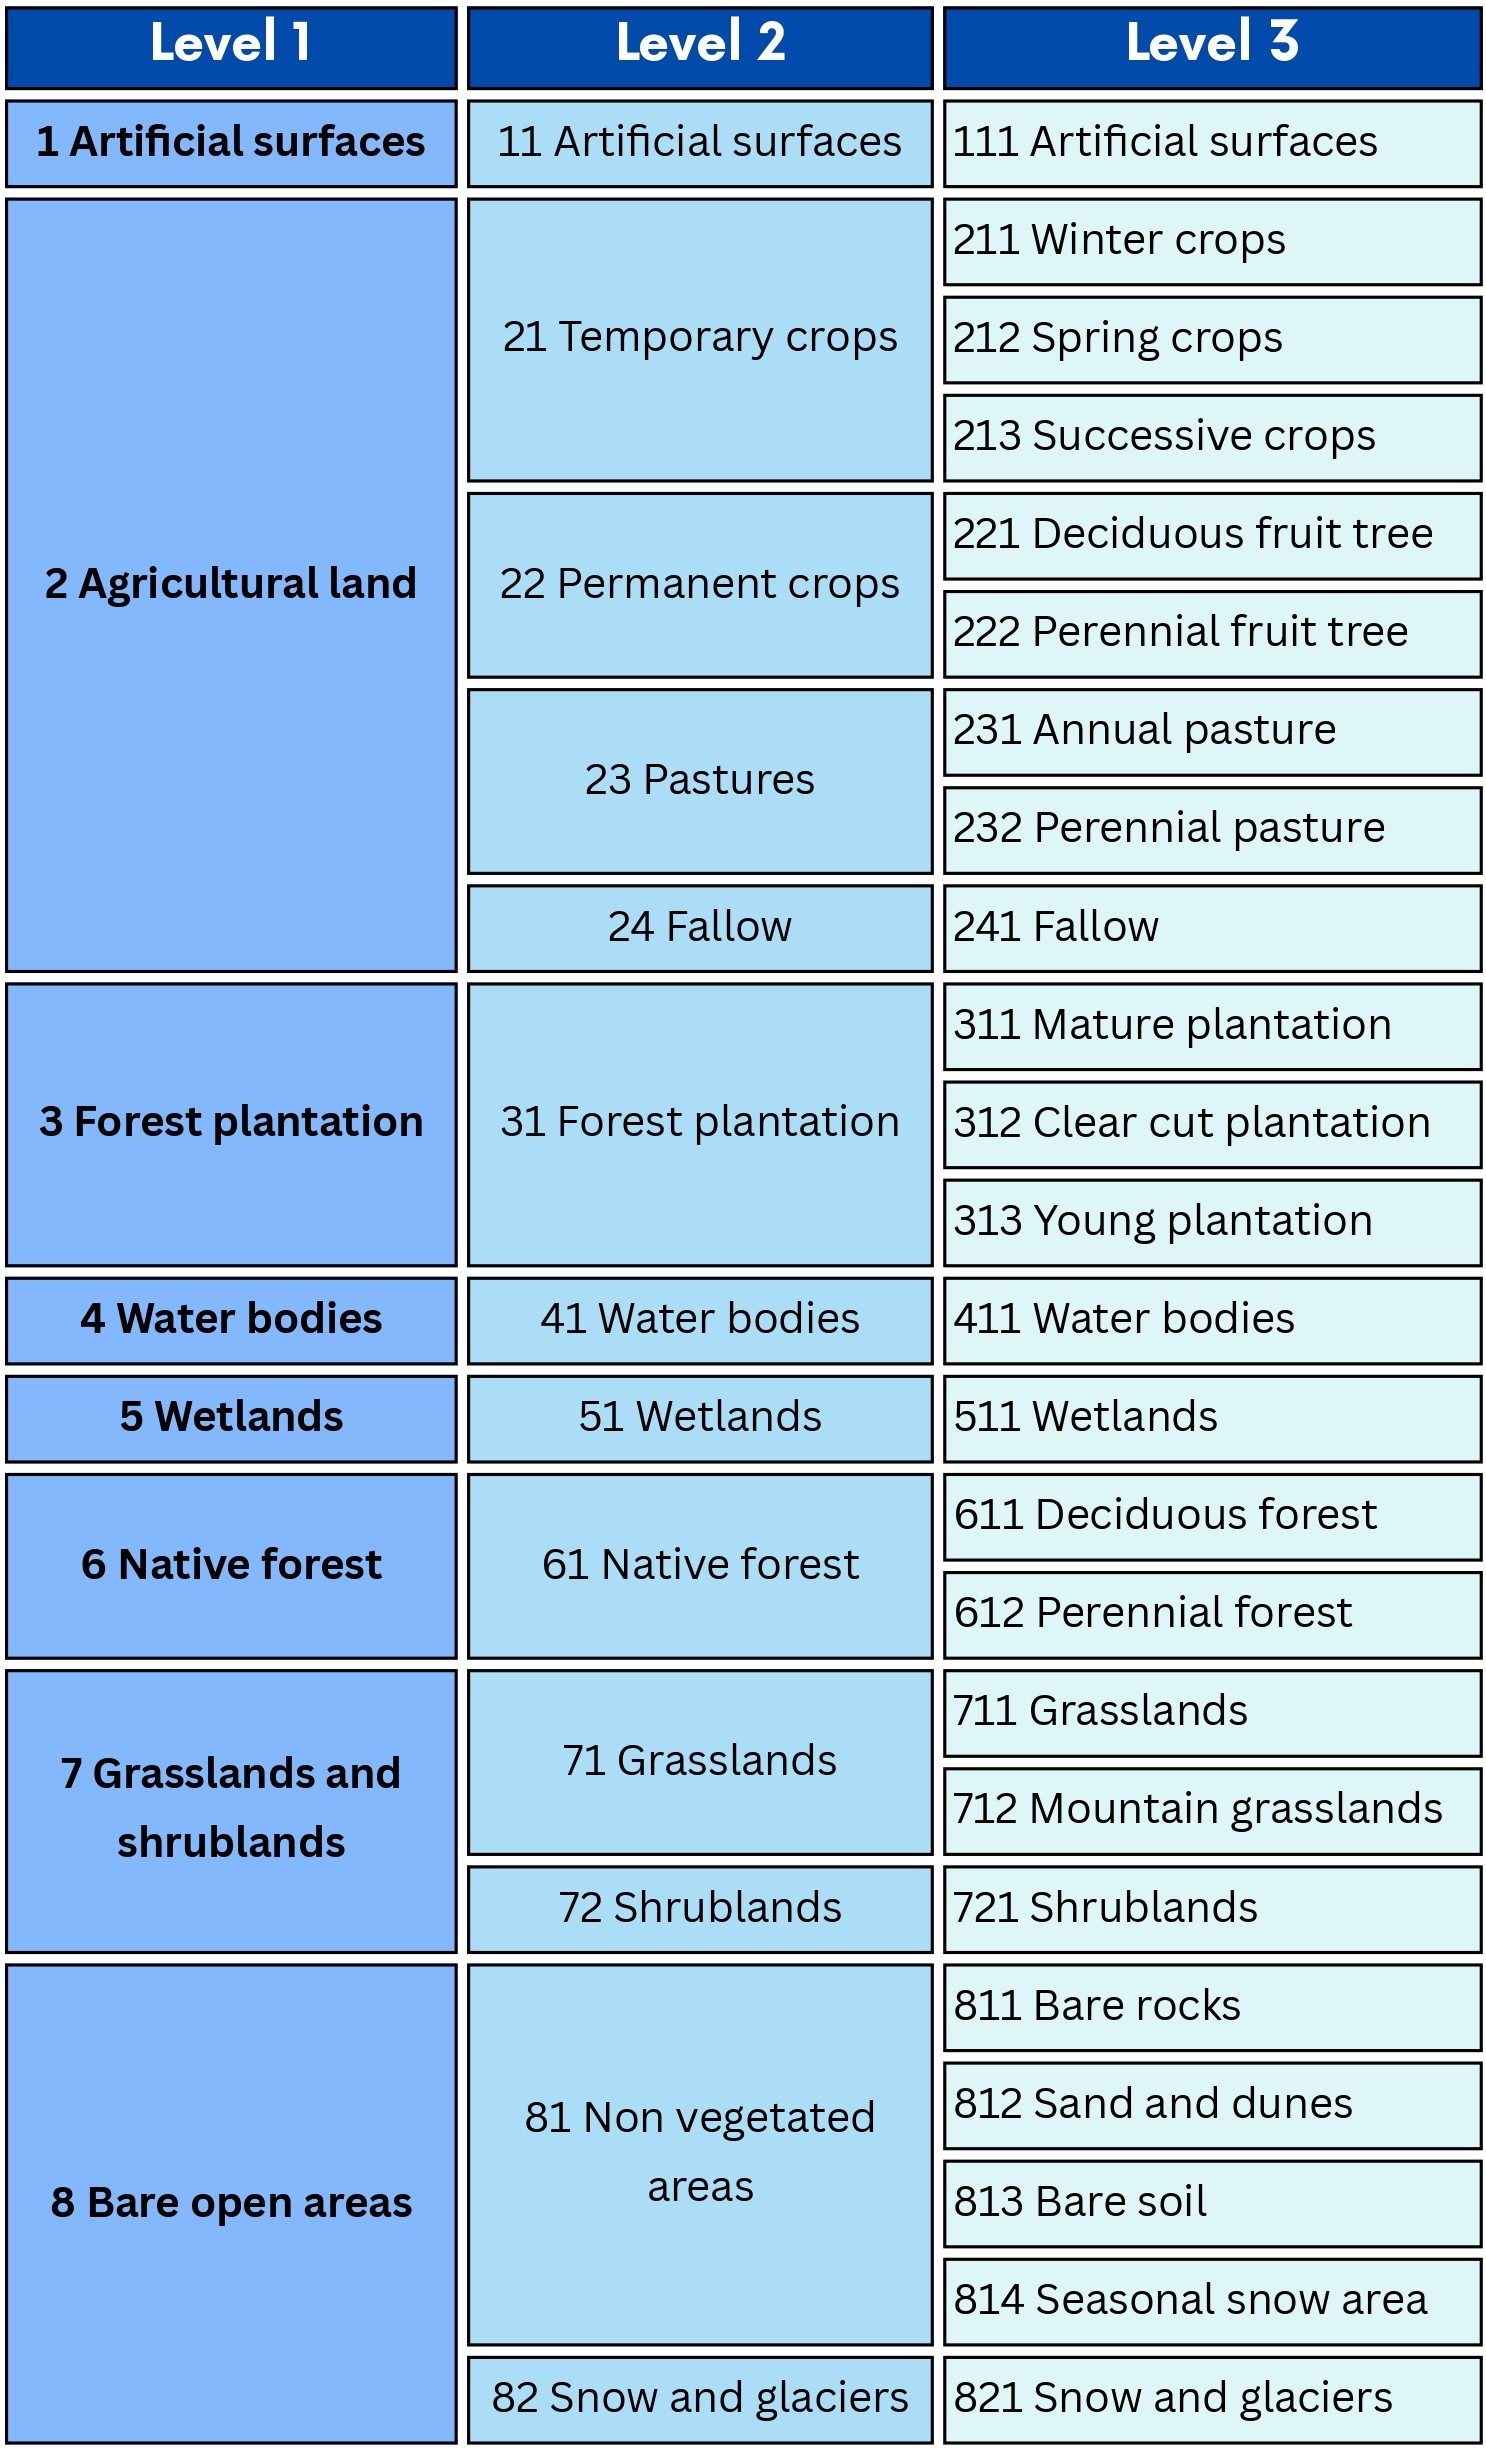 Level 1
Level 2
Level 3
1 Artificial surfaces
11 Artificial surfaces
111 Artificial surfaces
2 Agricultural land
21 Temporary crops
211 Winter crops
212 Spring crops
213 Successive crops
22 Permanent crops
221 Deciduous fruit tree
222 Perennial fruit tree
23 Pastures
231 Annual pasture
232 Perennial pasture
24 Fallow
241 Fallow
3 Forest plantation
31 Forest plantation
311 Mature plantation
312 Clear cut plantation
313 Young plantation
4 Water bodies
41 Water bodies
411 Water bodies
5 Wetlands
51 Wetlands
511 Wetlands
6 Native forest
61 Native forest
611 Deciduous forest
612 Perennial forest
7 Grasslands and
shrublands
71 Grasslands
711 Grasslands
712 Mountain grasslands
72 Shrublands
721 Shrublands
8 Bare open areas
81 Non vegetated
areas
811 Bare rocks
812 Sand and dunes
813 Bare soil
814 Seasonal snow area
82 Snow and glaciers
821 Snow and glaciers